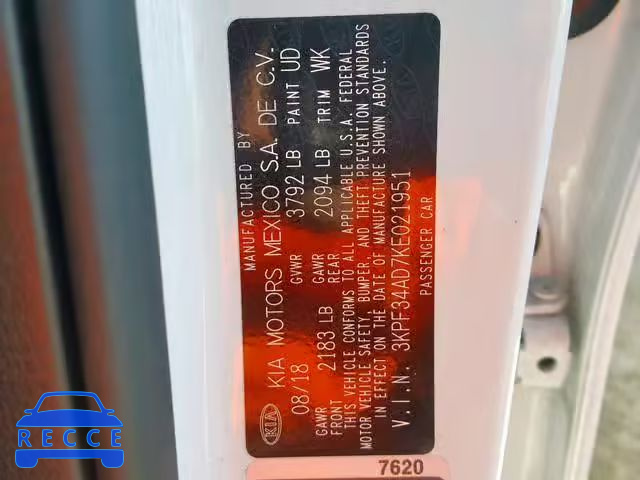 MANUFACTURED BY
KIA KIA MOTORS MEXICO S.A. DE C.V.
08/18 GVWR 3792 LB PAINT UD
GAWR FRONT 2183 LB GAWR REAR 2094 LB TRIM WK
THIS VEHICLE CONFORMS TO ALL APPLICABLE U.S.A. FEDERAL
MOTOR VEHICLE SAFETY, BUMPER, AND THEFT PREVENTION STANDARDS
IN EFFECT ON THE DATE OF MANUFACTURE SHOWN ABOVE.
V.I.N. 3KPF34AD7KE021951
PASSENGER CAR
7620
RECCE